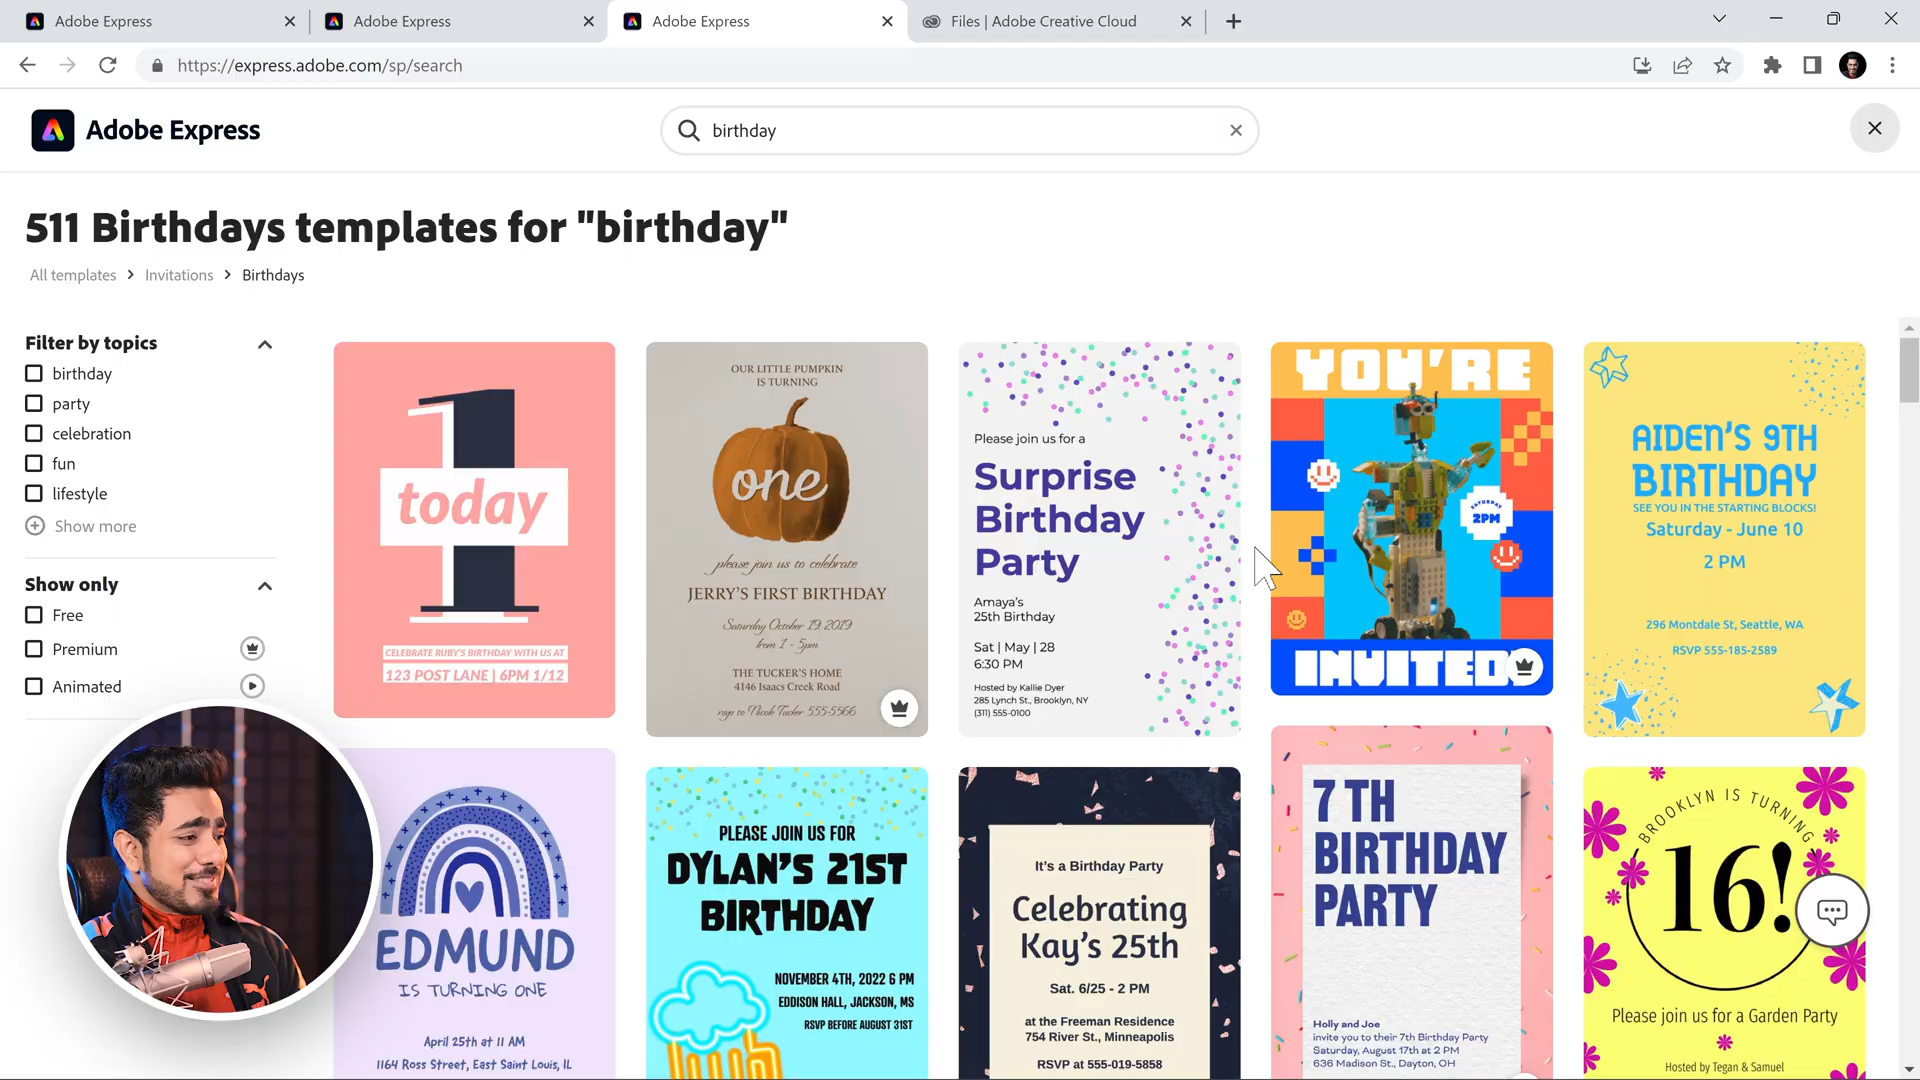 Adobe Express
Adobe Express
Adobe Express
Files | Adobe Creative Cloud
https://express.adobe.com/sp/search
Adobe Express
birthday
511 Birthdays templates for "birthday"
All templates
Invitations
Birthdays
Filter by topics
birthday
party
celebration
fun
lifestyle
Show more
Show only
Free
Premium
Animated
1
today
CELEBRATE RUBY'S BIRTHDAY WITH US AT
123 POST LANE | 6PM 1/12
OUR LITTLE PUMPKIN
IS TURNING
one
please join us to celebrate
JERRY'S FIRST BIRTHDAY
Saturday October 19 2019
from 1 - 5pm
THE TUCKER'S HOME
4146 Isaacs Creek Road
rsvp to Nicole Tucker 555-5566
Please join us for a
Surprise
Birthday
Party
Amaya's
25th Birthday
Sat | May | 28
6:30 PM
Hosted by Kallie Dyer
285 Lynch St., Brooklyn, NY
(311) 555-0100
YOU'RE
SATURDAY
2PM
INVITED
AIDEN'S 9TH
BIRTHDAY
SEE YOU IN THE STARTING BLOCKS!
Saturday - June 10
2 PM
296 Montdale St, Seattle, WA
RSVP 555-185-2589
EDMUND
IS TURNING ONE
April 25th at 11 AM
1164 Ross Street, East Saint Louis, IL
PLEASE JOIN US FOR
DYLAN'S 21ST
BIRTHDAY
NOVEMBER 4TH, 2022 6 PM
EDDISON HALL, JACKSON, MS
RSVP BEFORE AUGUST 31ST
It's a Birthday Party
Celebrating
Kay's 25th
Sat. 6/25 - 2 PM
at the Freeman Residence
754 River St., Minneapolis
RSVP at 555-019-5858
7 TH
BIRTHDAY
PARTY
Holly and Joe
invite you to their 7th Birthday Party
Saturday, August 17th at 2 PM
636 Madison St., Dayton, OH
BROOKLYN IS TURNING
16!
Please join us for a Garden Party
Hosted by Tegan & Samuel